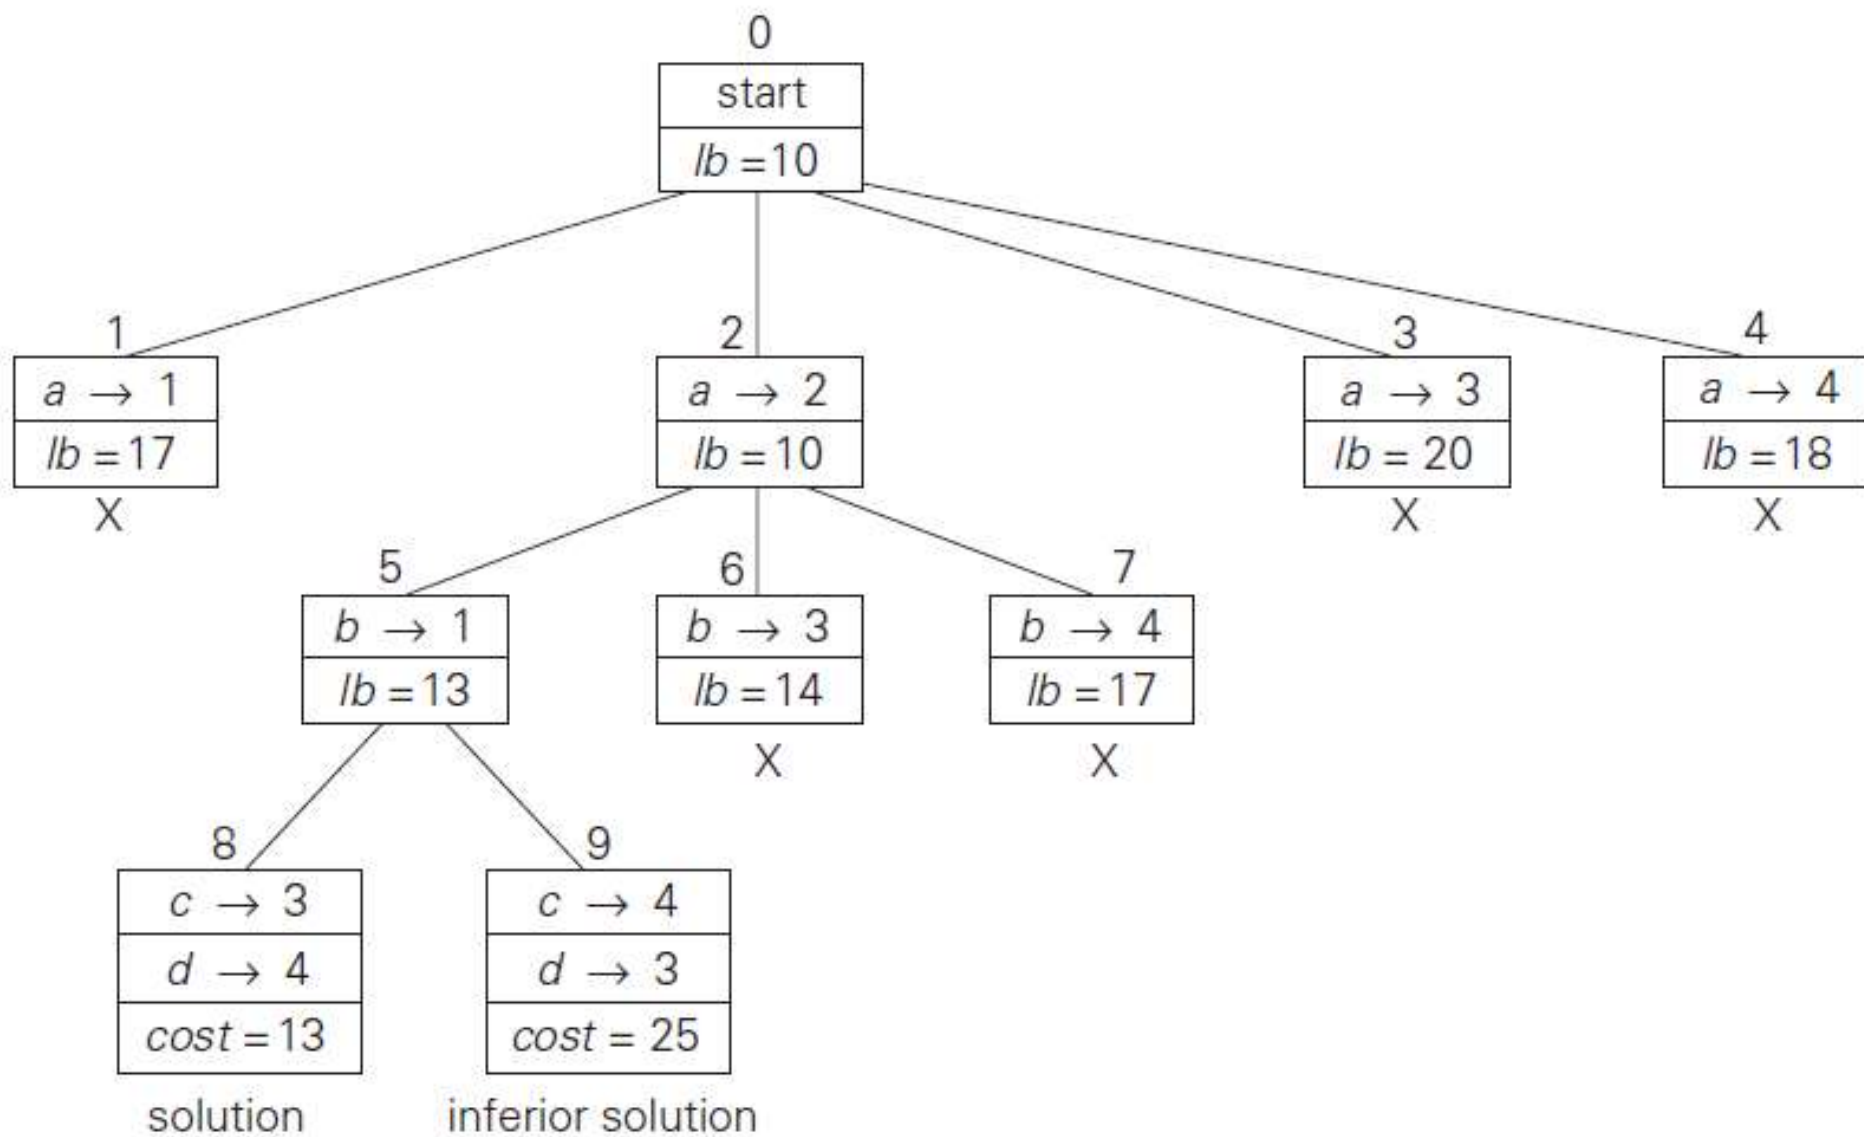 0
start
lb = 10
1
2
3
4
a → 1
lb = 17
X
a → 2
lb = 10
a → 3
lb = 20
X
a → 4
lb = 18
X
5
6
7
b → 1
lb = 13
b → 3
lb = 14
X
b → 4
lb = 17
X
8
9
c → 3
d → 4
cost = 13
solution
c → 4
d → 3
cost = 25
inferior solution